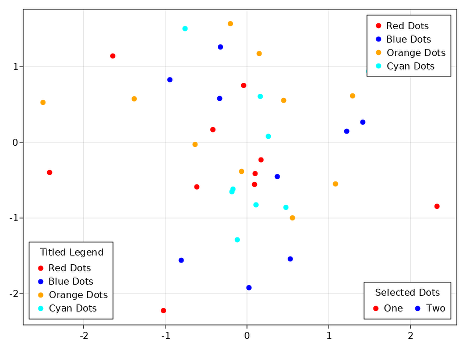 Red Dots
Blue Dots
Orange Dots
Cyan Dots
1
0
-1
-2
Titled Legend
Red Dots
Blue Dots
Orange Dots
Cyan Dots
Selected Dots
One Two
-2 -1 0 1 2